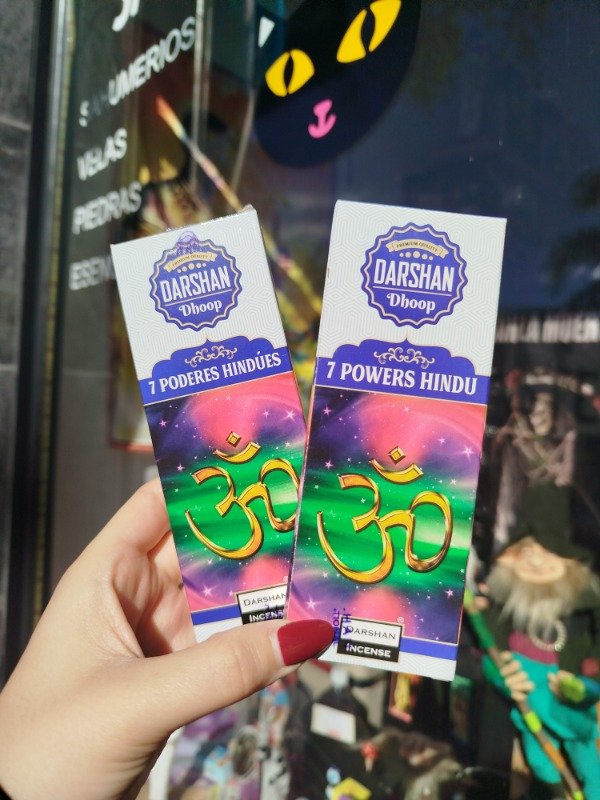 SAHUMERIOS
VELAS
PIEDRAS
PREMIUM QUALITY
DARSHAN
Dhoop
7 PODERES HINDÚES
ॐ
DARSHAN
INCENSE
PREMIUM QUALITY
DARSHAN
Dhoop
7 POWERS HINDU
ॐ
DARSHAN
INCENSE
®